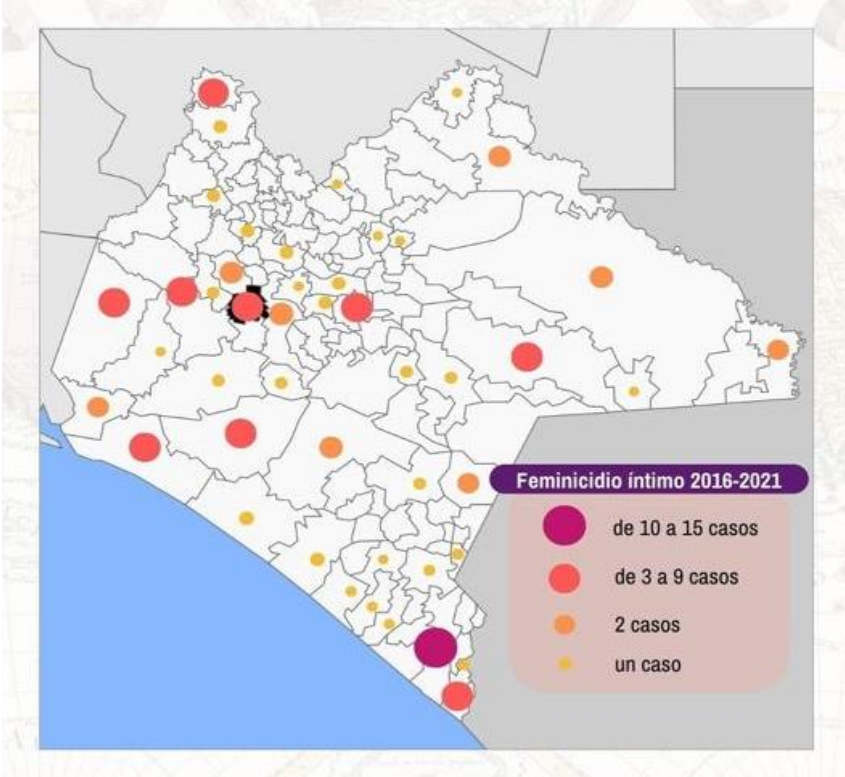 Feminicidio íntimo 2016-2021
de 10 a 15 casos
de 3 a 9 casos
2 casos
un caso